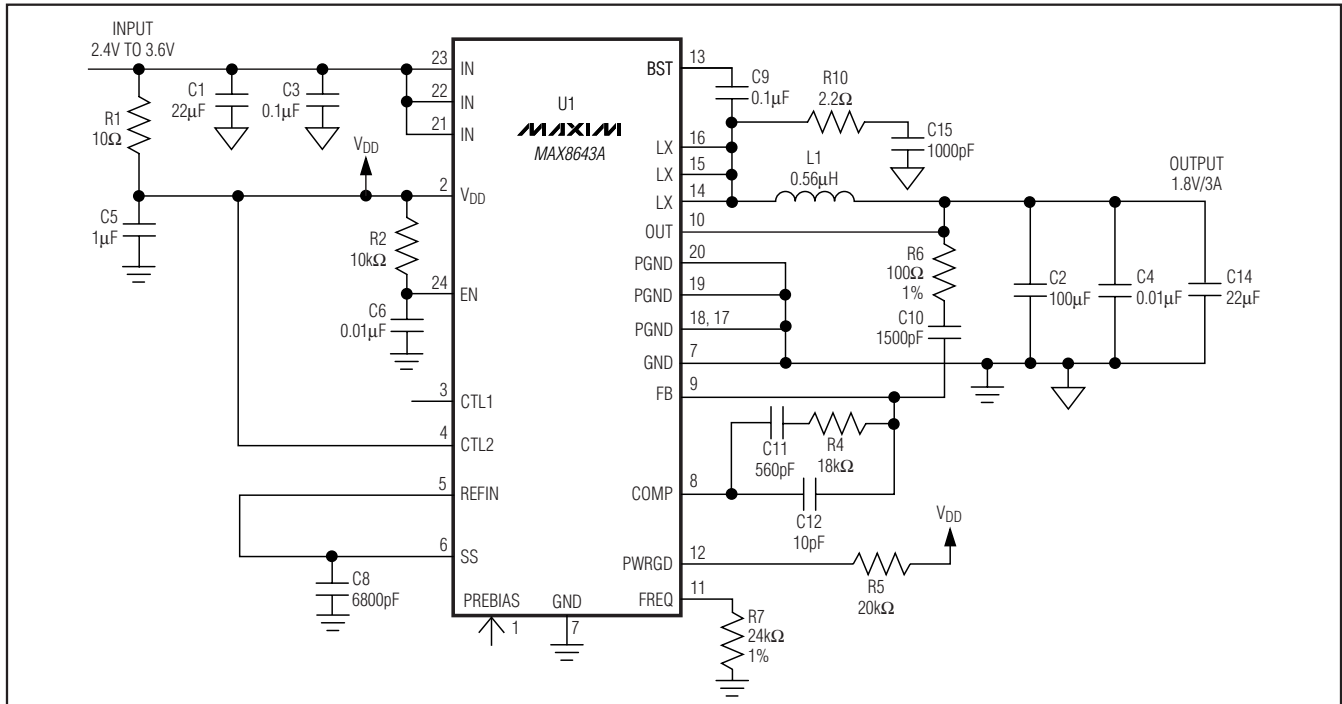 INPUT
2.4V TO 3.6V
R1
10Ω
C1
22µF
C3
0.1µF
23
IN
22
IN
21
IN
U1
MAXIM
MAX8643A
BST
13
C9
0.1µF
R10
2.2Ω
C15
1000pF
LX
16
LX
15
LX
14
L1
0.56µH
OUTPUT
1.8V/3A
VDD
2
VDD
C5
1µF
R2
10kΩ
24
EN
C6
0.01µF
OUT
10
PGND
20
PGND
19
PGND
18, 17
GND
7
FB
9
R6
100Ω
1%
C10
1500pF
C2
100µF
C4
0.01µF
C14
22µF
3
CTL1
4
CTL2
5
REFIN
6
SS
C8
6800pF
C11
560pF
R4
18kΩ
COMP
8
C12
10pF
VDD
PWRGD
12
R5
20kΩ
FREQ
11
R7
24kΩ
1%
PREBIAS
1
GND
7